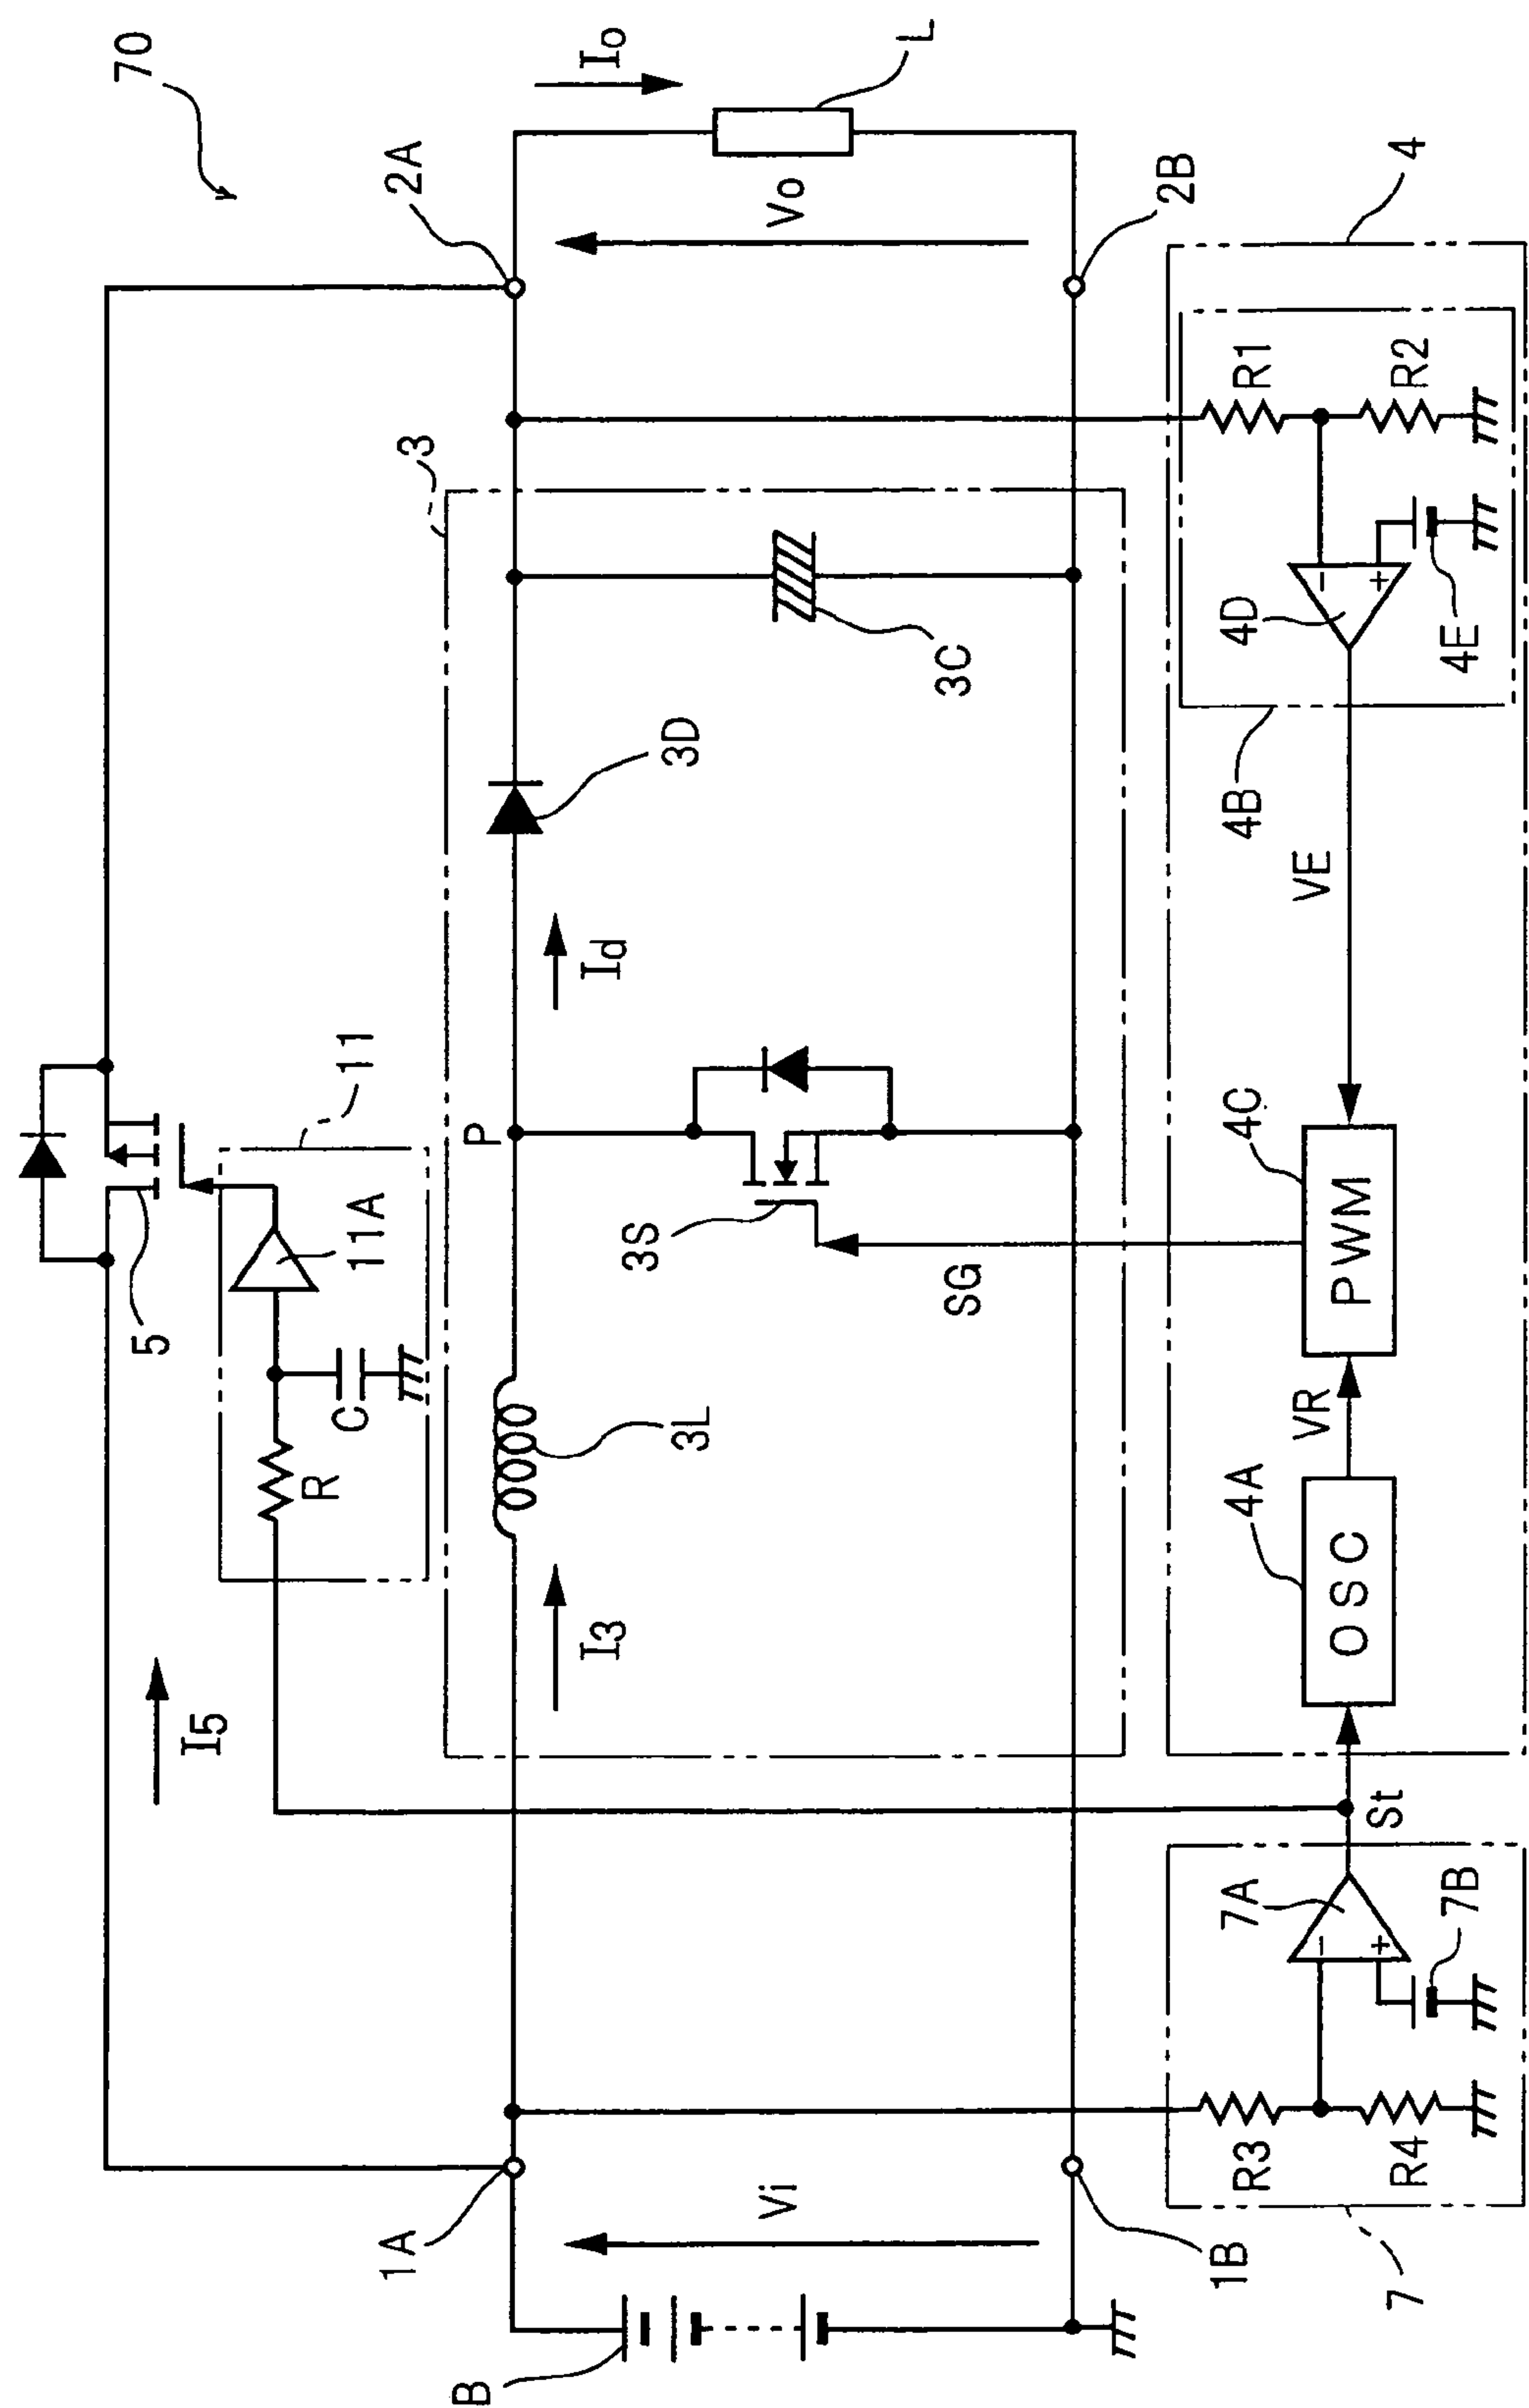 70
I5
5
11
11A
R
C
1A
2A
3
P
I3
3L
Id
3D
3S
3C
Io
L
B
Vi
Vo
SG
1B
2B
7
R3
R4
7A
7B
St
4
4A
OSC
VR
4C
PWM
VE
4B
4D
4E
R1
R2
−
+
−
+